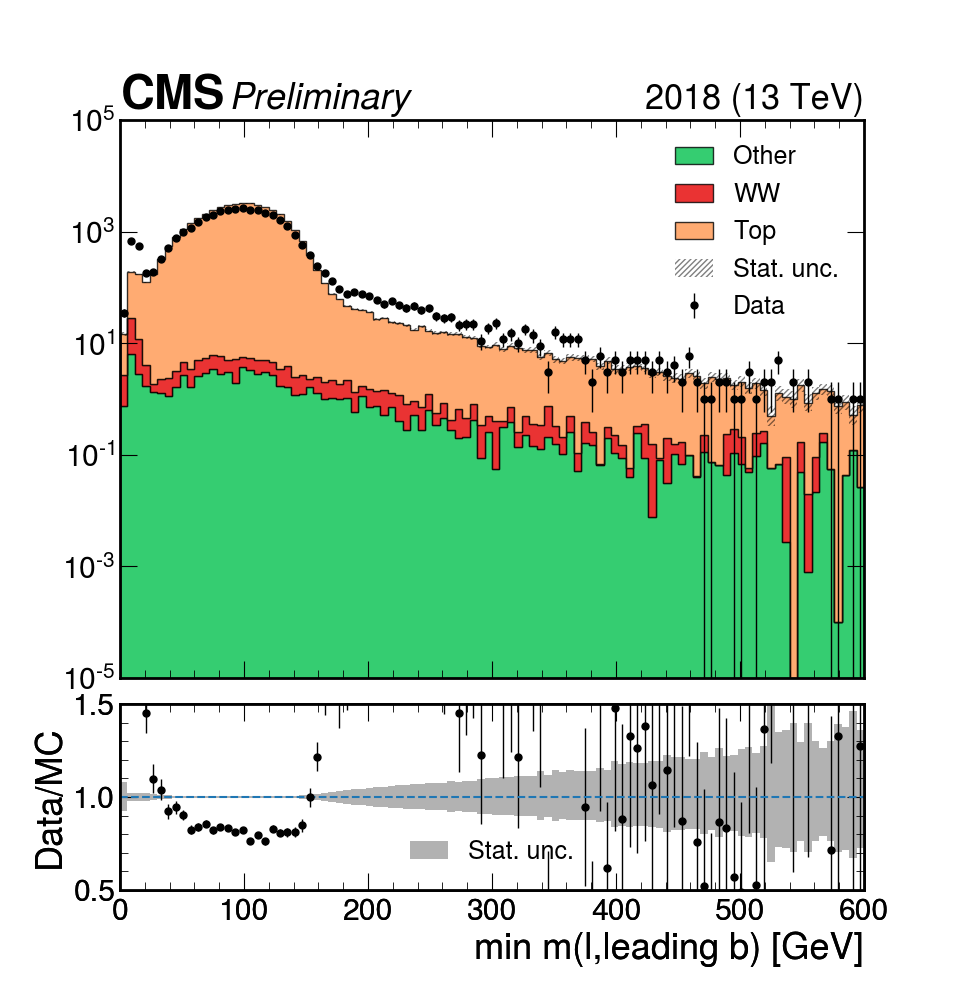 CMS Preliminary 2018 (13 TeV)
10^5
10^3
10^1
10^-1
10^-3
10^-5
Other
WW
Top
Stat. unc.
Data
1.5
1.0
0.5
Data/MC
Stat. unc.
0 100 200 300 400 500 600
min m(l,leading b) [GeV]